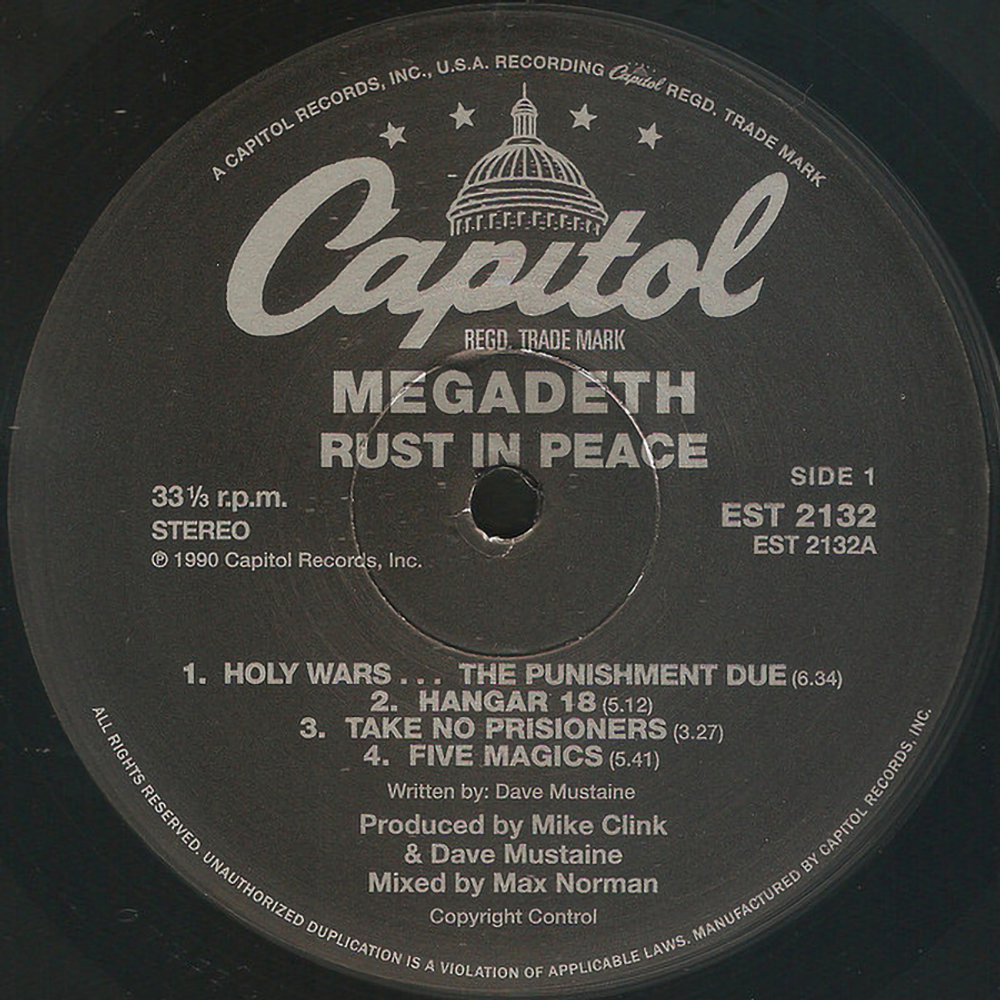 A CAPITOL RECORDS, INC., U.S.A. RECORDING Capitol REGD. TRADE MARK
Capitol
REGD. TRADE MARK
MEGADETH
RUST IN PEACE
33⅓ r.p.m.
STEREO
℗ 1990 Capitol Records, Inc.
SIDE 1
EST 2132
EST 2132A
1. HOLY WARS . . . THE PUNISHMENT DUE (6.34)
2. HANGAR 18 (5.12)
3. TAKE NO PRISIONERS (3.27)
4. FIVE MAGICS (5.41)
Written by: Dave Mustaine
Produced by Mike Clink
& Dave Mustaine
Mixed by Max Norman
Copyright Control
ALL RIGHTS RESERVED. UNAUTHORIZED DUPLICATION IS A VIOLATION OF APPLICABLE LAWS. MANUFACTURED BY CAPITOL RECORDS, INC.